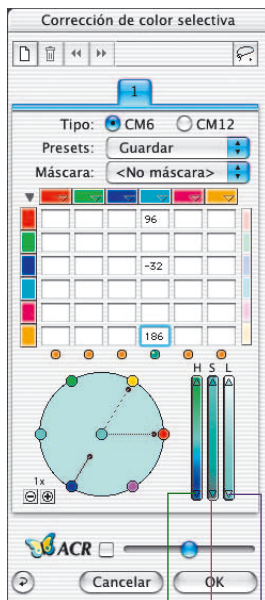 Corrección de color selectiva
1
Tipo: CM6 CM12
Presets: Guardar
Máscara: <No máscara>
96
-32
186
H S L
1x
ACR
Cancelar OK